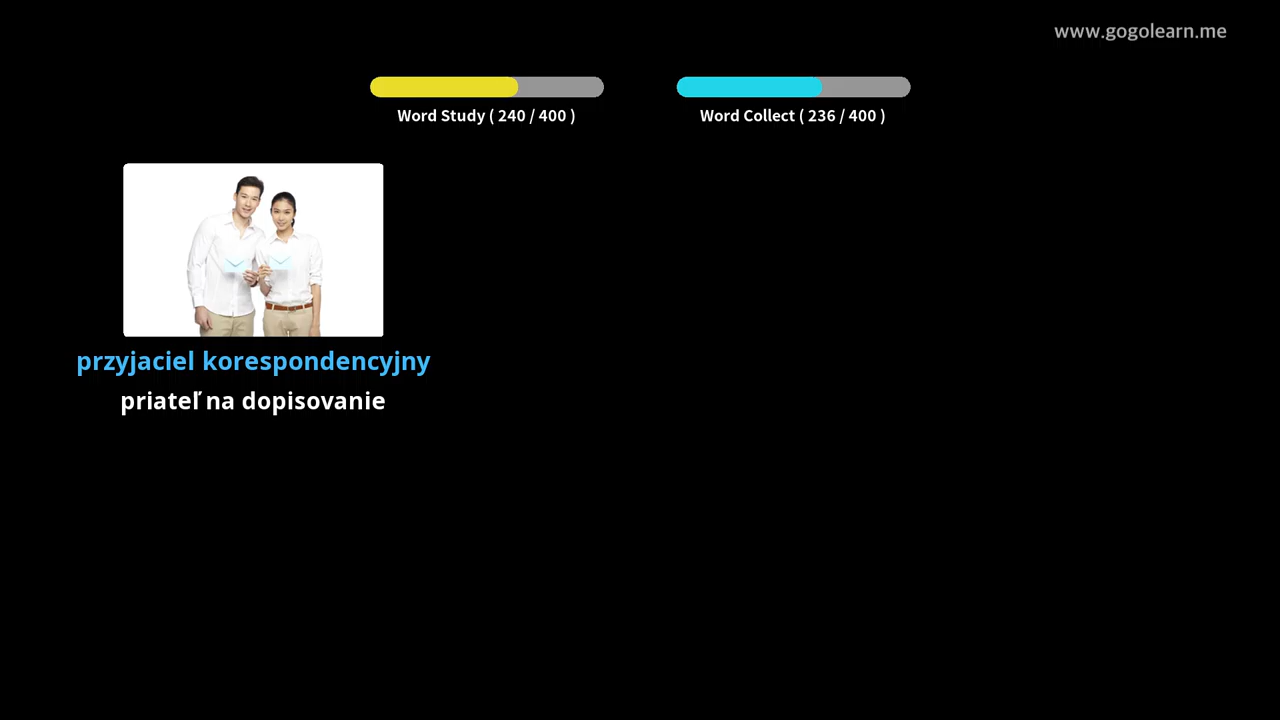 www.gogolearn.me
Word Study ( 240 / 400 )
Word Collect ( 236 / 400 )
przyjaciel korespondencyjny
priateľ na dopisovanie